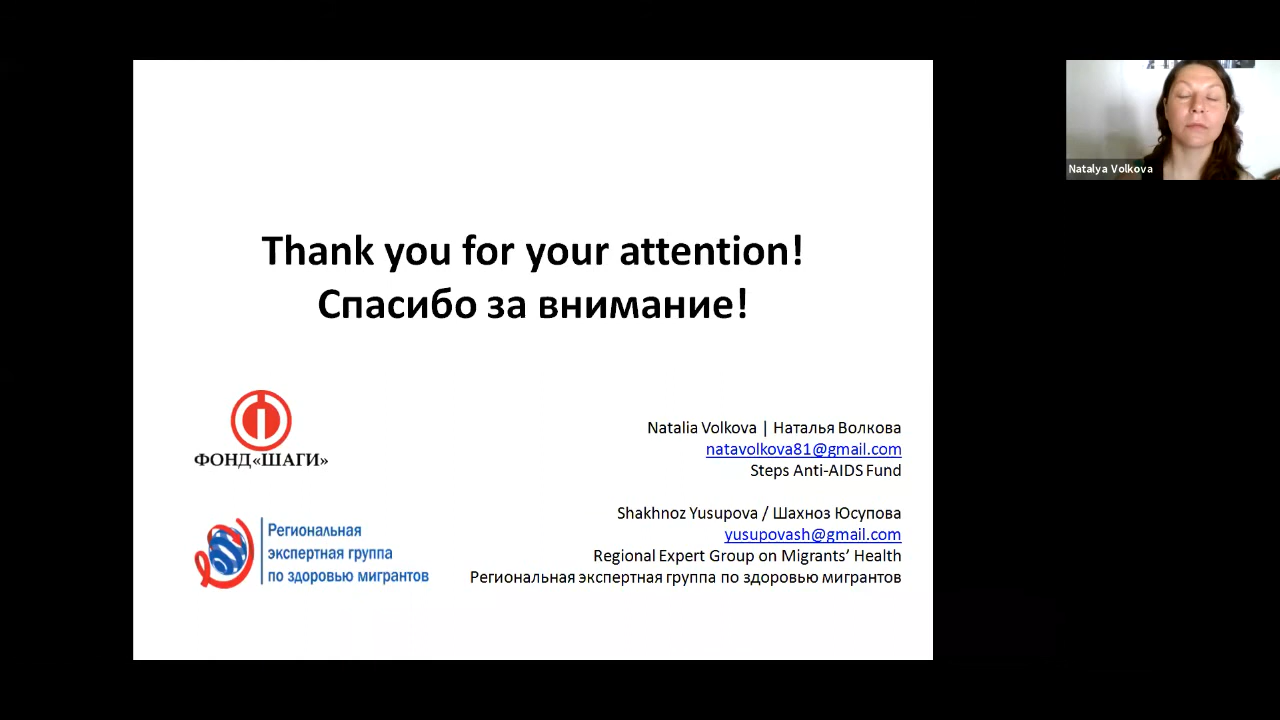 Natalya Volkova
Thank you for your attention!
Спасибо за внимание!
ФОНД«ШАГИ»
Региональная
экспертная группа
по здоровью мигрантов
Natalia Volkova | Наталья Волкова
natavolkova81@gmail.com
Steps Anti-AIDS Fund
Shakhnoz Yusupova / Шахноз Юсупова
yusupovash@gmail.com
Regional Expert Group on Migrants’ Health
Региональная экспертная группа по здоровью мигрантов